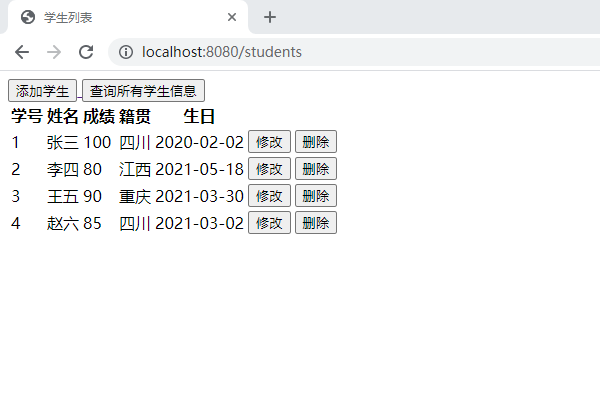 学生列表
localhost:8080/students
添加学生 查询所有学生信息
学号 姓名 成绩 籍贯 生日
1 张三 100 四川 2020-02-02 修改 删除
2 李四 80 江西 2021-05-18 修改 删除
3 王五 90 重庆 2021-03-30 修改 删除
4 赵六 85 四川 2021-03-02 修改 删除